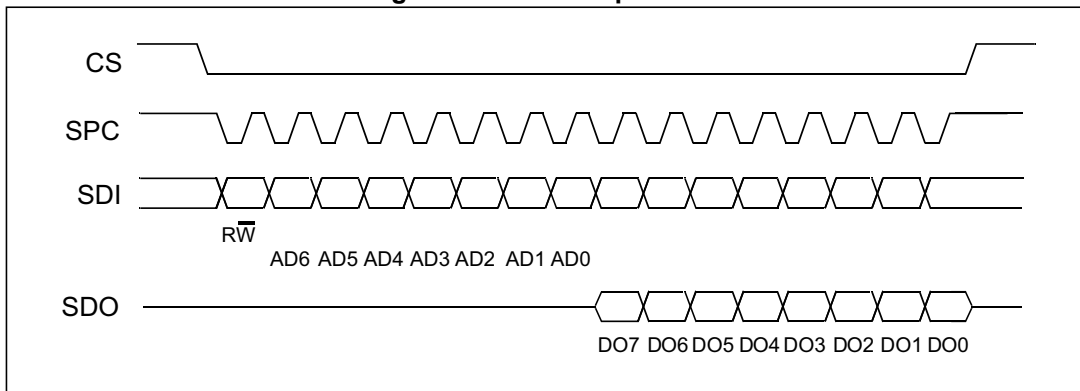 CS
SPC
SDI
RW
AD6 AD5 AD4 AD3 AD2 AD1 AD0
SDO
DO7 DO6 DO5 DO4 DO3 DO2 DO1 DO0